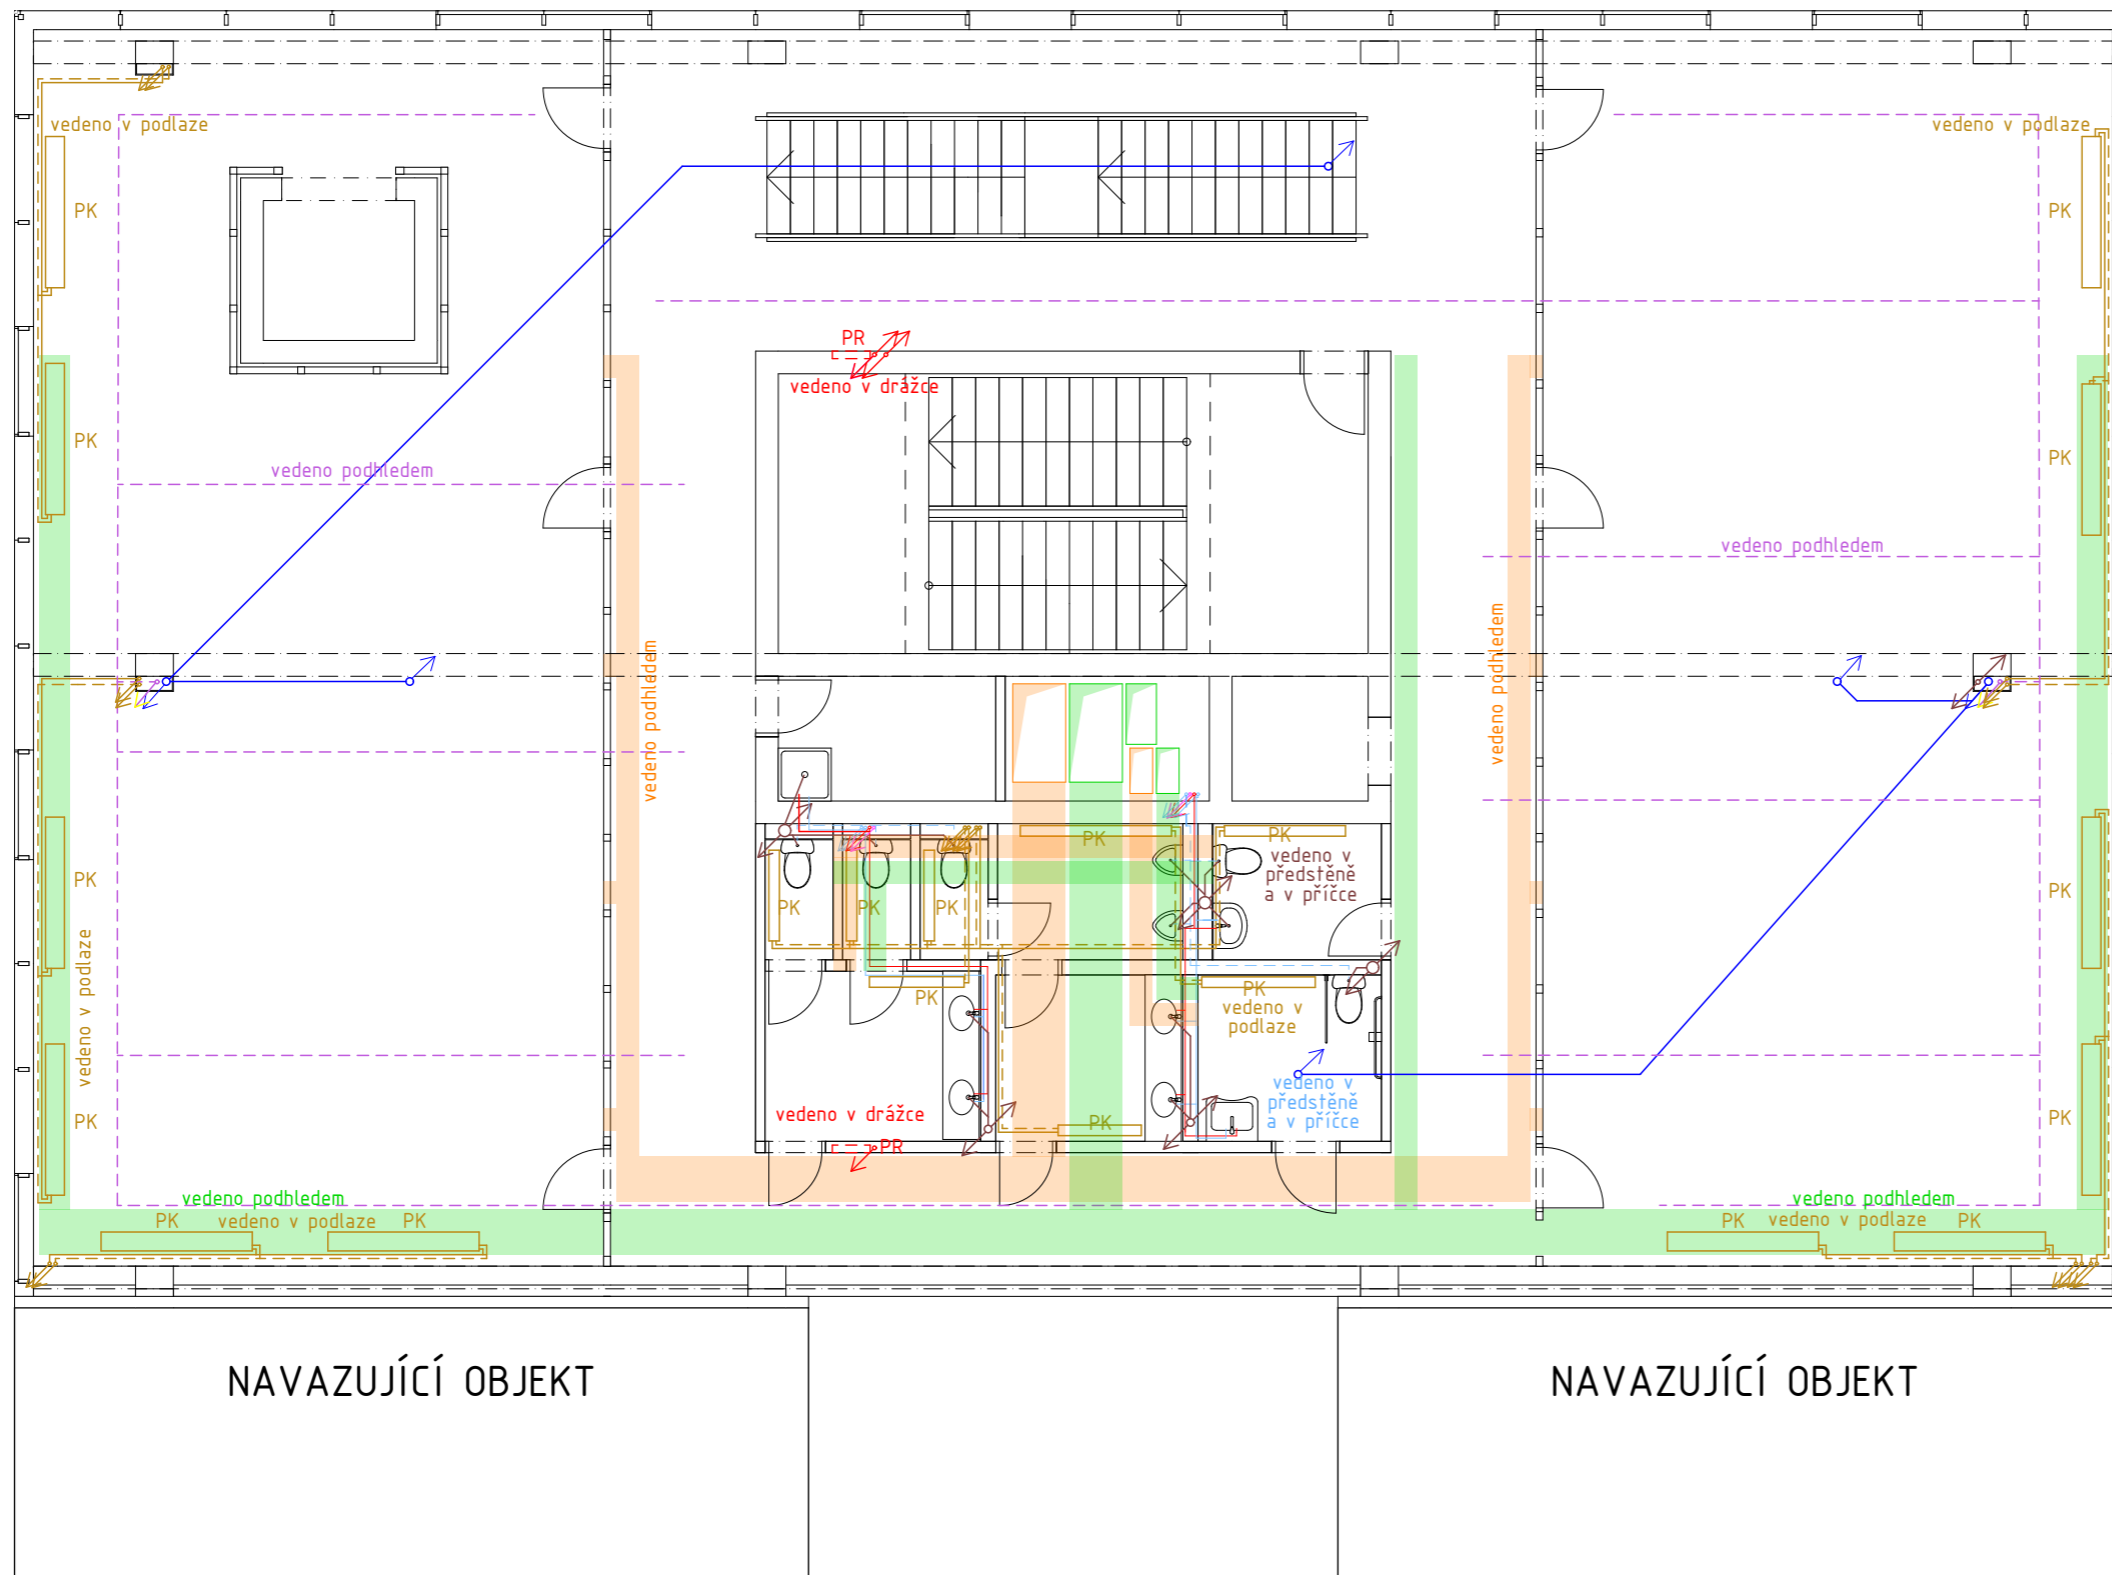 vedeno v podlaze
vedeno v podlaze
PK
PK
PR
vedeno v drážce
PK
PK
vedeno podhledem
vedeno podhledem
vedeno podhledem
vedeno podhledem
PK
PK
vedeno v
předstěně
a v příčce
PK
PK
PK
PK
PK
vedeno v podlaze
PK
PK
vedeno v
podlaze
vedeno v
předstěně
a v příčce
vedeno v drážce
PK
PK
PK
PR
vedeno podhledem
vedeno podhledem
PK
vedeno v podlaze
PK
PK
vedeno v podlaze
PK
NAVAZUJÍCÍ OBJEKT
NAVAZUJÍCÍ OBJEKT